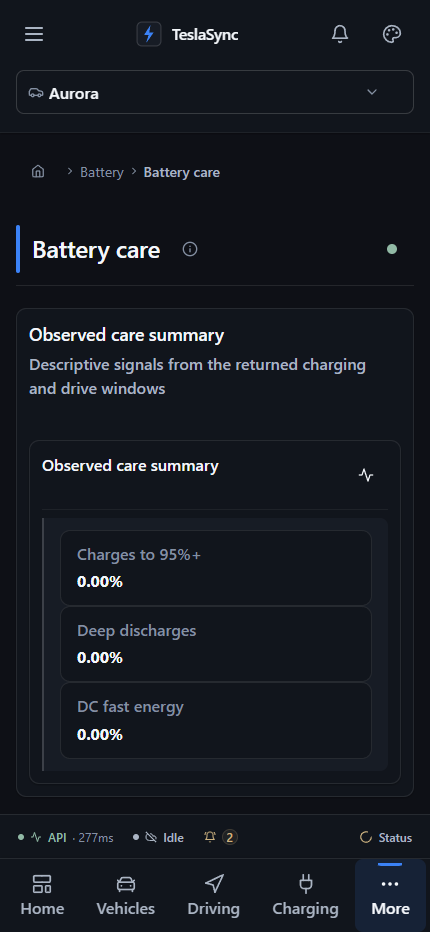 TeslaSync
Aurora
Battery
Battery care
Battery care
Observed care summary
Descriptive signals from the returned charging
and drive windows
Observed care summary
Charges to 95%+
0.00%
Deep discharges
0.00%
DC fast energy
0.00%
API · 277ms
Idle
2
Status
Home
Vehicles
Driving
Charging
More